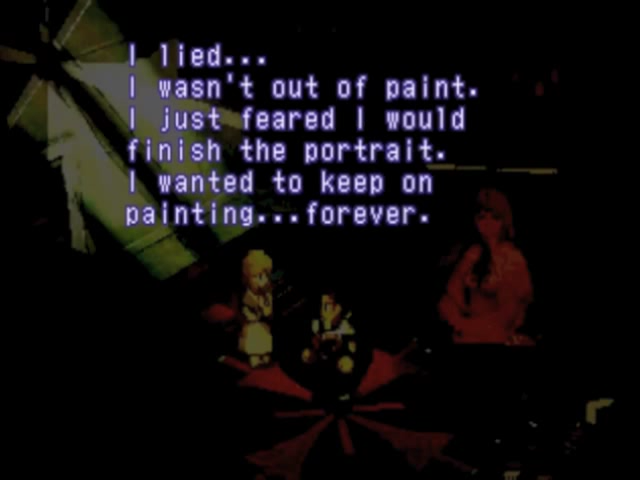 I lied...
I wasn't out of paint.
I just feared I would
finish the portrait.
I wanted to keep on
painting...forever.